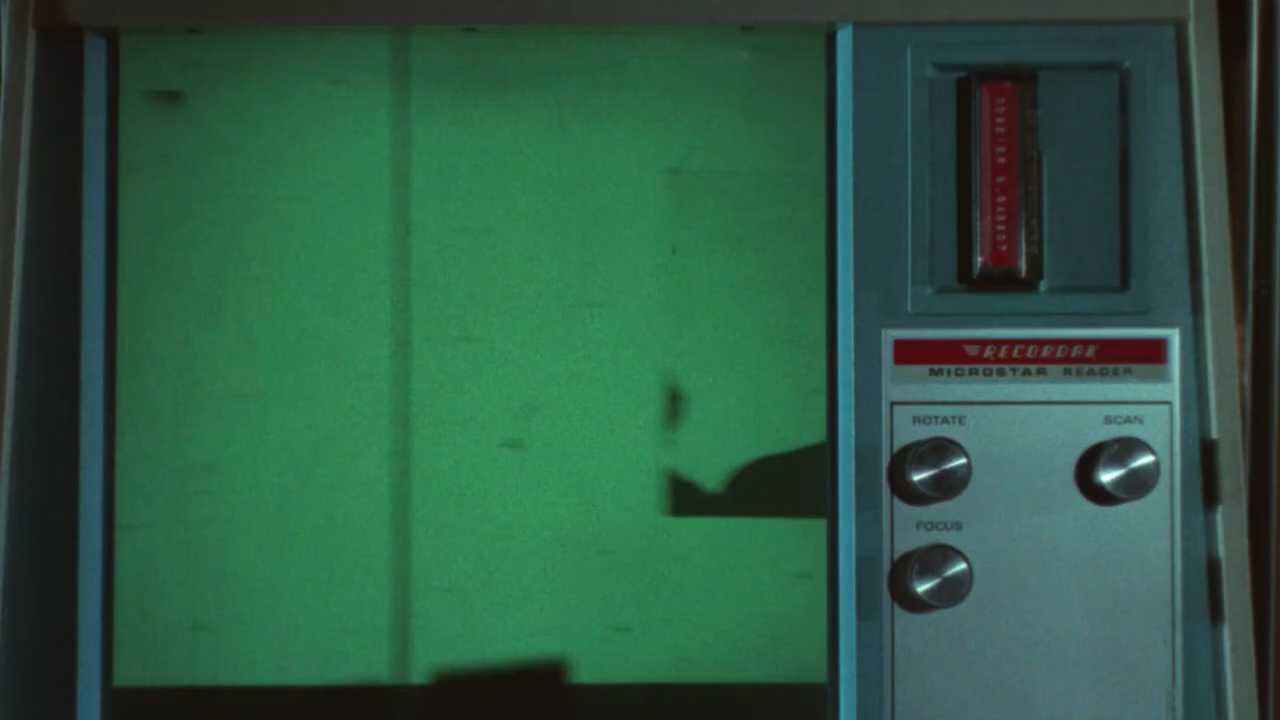 RECORDAK
MICROSTAR READER
ROTATE
SCAN
FOCUS